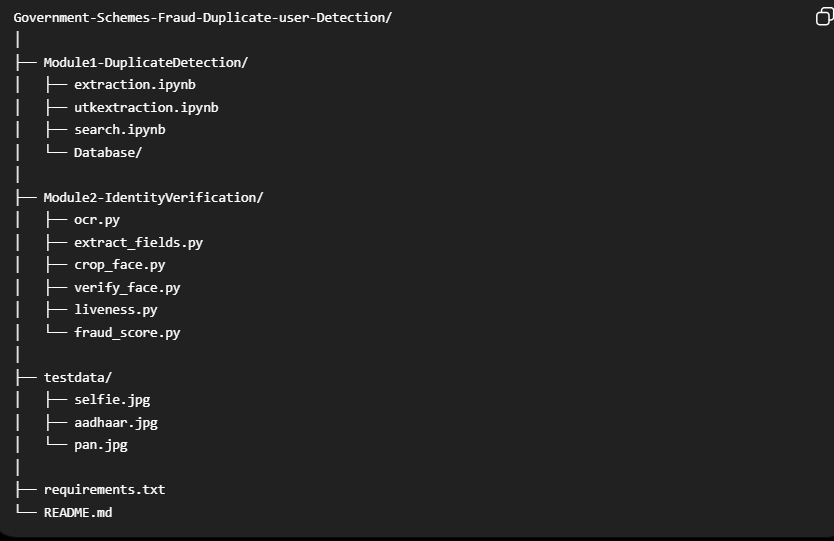 Government-Schemes-Fraud-Duplicate-user-Detection/
│
├── Module1-DuplicateDetection/
│   ├── extraction.ipynb
│   ├── utkextraction.ipynb
│   ├── search.ipynb
│   └── Database/
│
├── Module2-IdentityVerification/
│   ├── ocr.py
│   ├── extract_fields.py
│   ├── crop_face.py
│   ├── verify_face.py
│   ├── liveness.py
│   └── fraud_score.py
│
├── testdata/
│   ├── selfie.jpg
│   ├── aadhaar.jpg
│   └── pan.jpg
│
├── requirements.txt
└── README.md